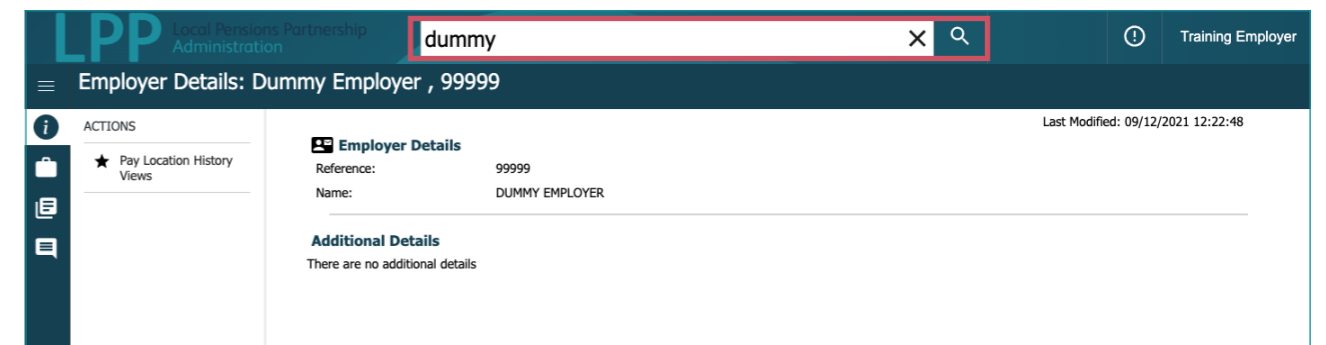 LPP Local Pensions Partnership
Administration
dummy
Training Employer
Employer Details: Dummy Employer , 99999
ACTIONS
Pay Location History
Views
Last Modified: 09/12/2021 12:22:48
Employer Details
Reference: 99999
Name: DUMMY EMPLOYER
Additional Details
There are no additional details